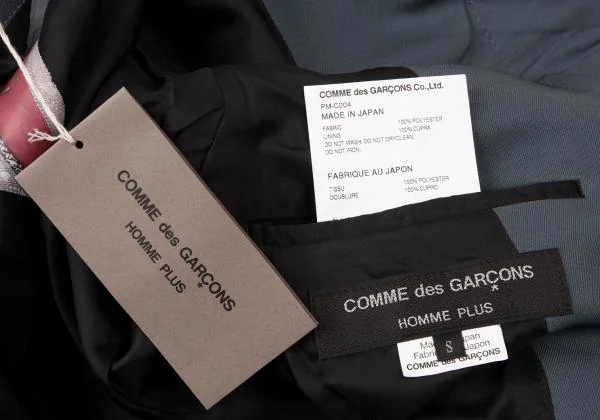 COMME des GARÇONS Co., Ltd.
PM-C004
MADE IN JAPAN
FABRIC 100% POLYESTER
LINING 100% CUPRA
DO NOT WASH. DO NOT DRYCLEAN.
DO NOT IRON.
FABRIQUE AU JAPON
TISSU 100% POLYESTER
DOUBLURE 100% CUPRO
COMME des GARÇONS
HOMME PLUS
COMME des GARÇONS
HOMME PLUS
S
Japon
COMME des GARÇONS